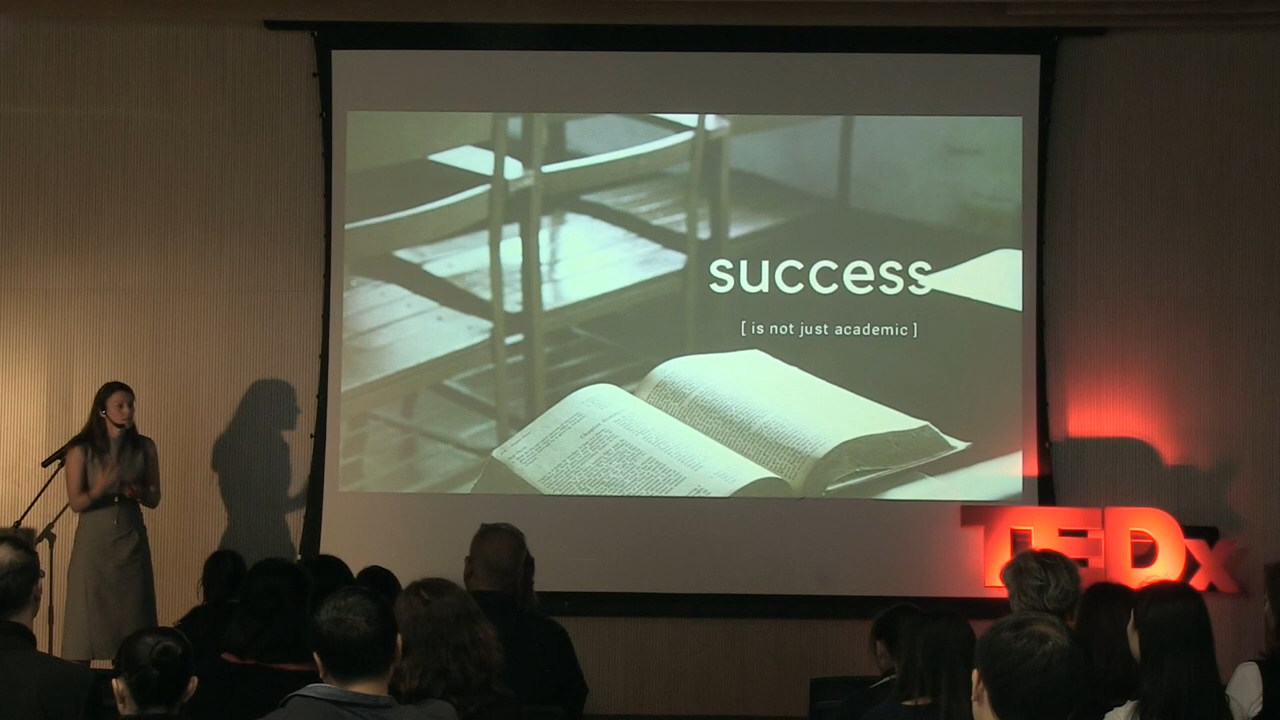 success
[ is not just academic ]
TEDx